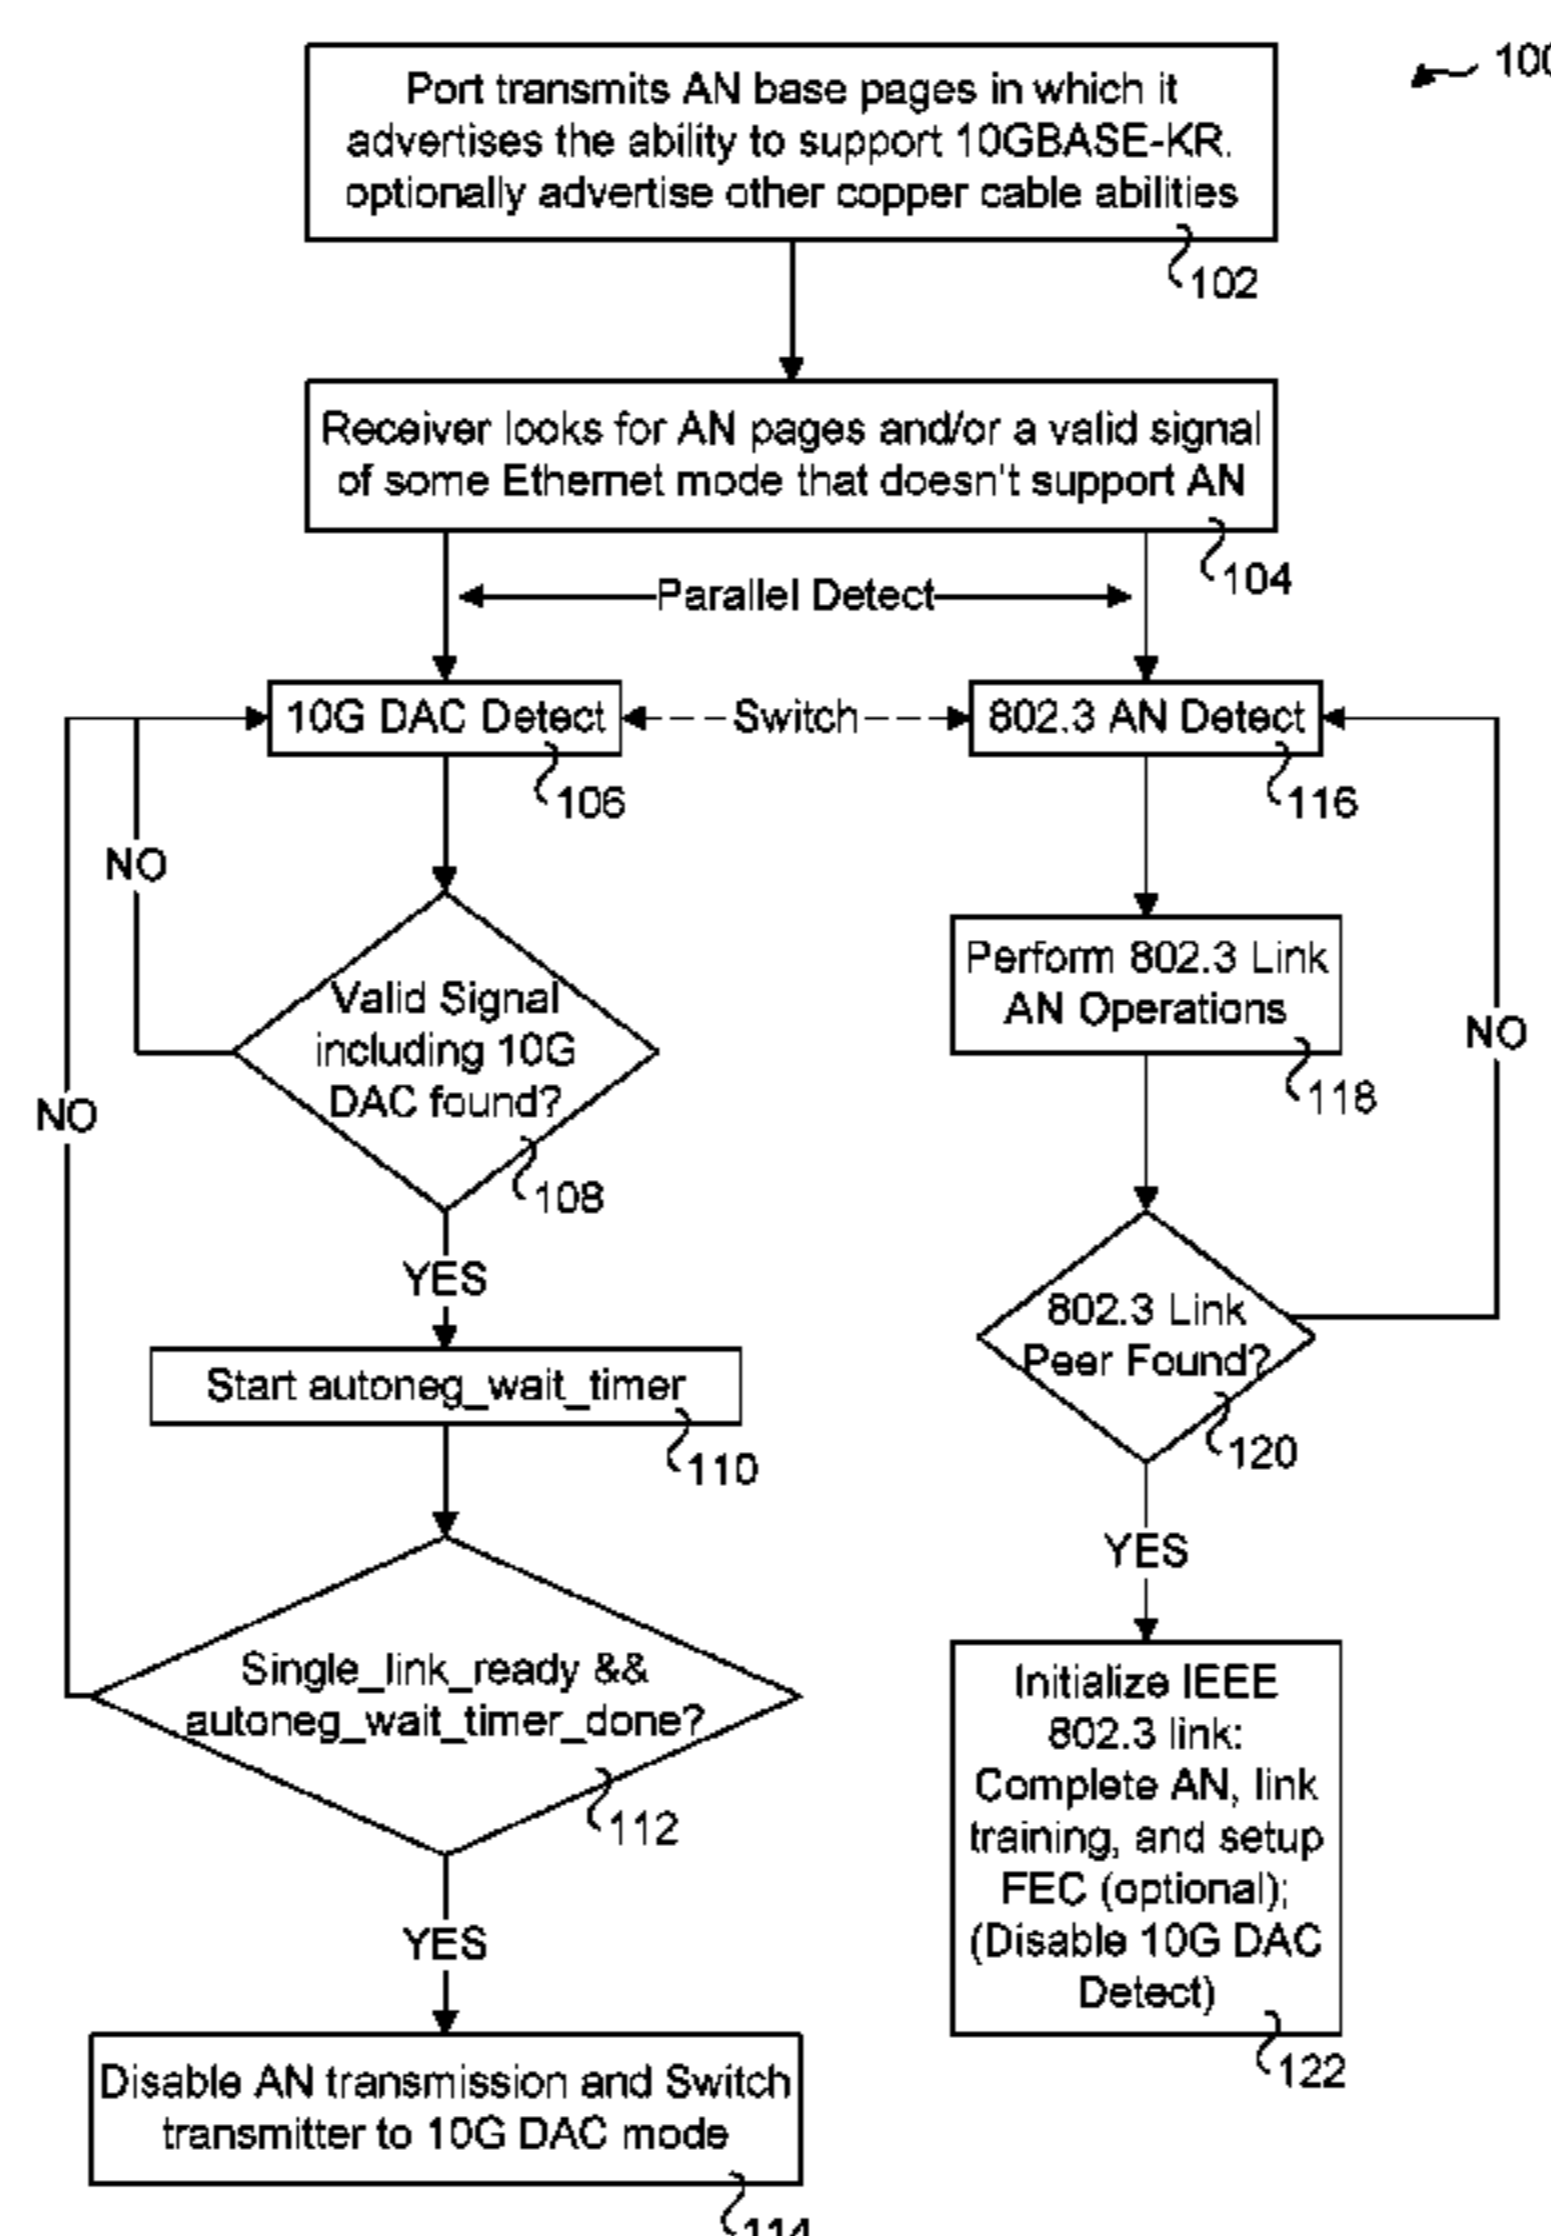 100
Port transmits AN base pages in which it
advertises the ability to support 10GBASE-KR.
optionally advertise other copper cable abilities
102
Receiver looks for AN pages and/or a valid signal
of some Ethernet mode that doesn't support AN
104
Parallel Detect
10G DAC Detect
Switch
802.3 AN Detect
106
116
NO
Valid Signal
including 10G
DAC found?
108
Perform 802.3 Link
AN Operations
118
NO
NO
YES
Start autoneg_wait_timer
110
802.3 Link
Peer Found?
120
YES
Single_link_ready &&
autoneg_wait_timer_done?
112
Initialize IEEE
802.3 link:
Complete AN, link
training, and setup
FEC (optional);
(Disable 10G DAC
Detect)
122
YES
Disable AN transmission and Switch
transmitter to 10G DAC mode
114